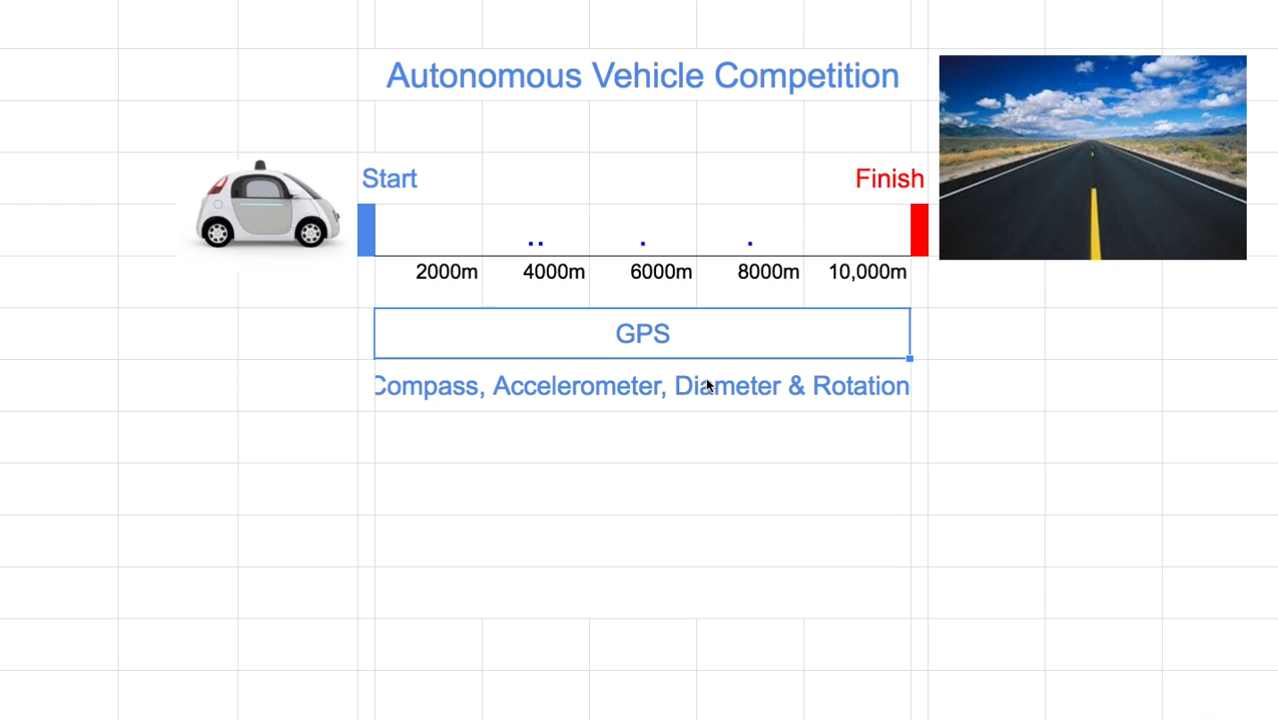 Autonomous Vehicle Competition
Start
Finish
2000m 4000m 6000m 8000m 10,000m
GPS
Compass, Accelerometer, Diameter & Rotation